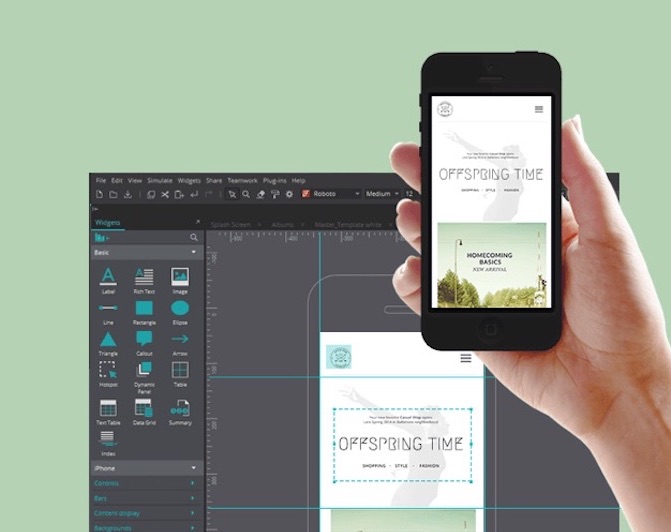 File Edit View Simulate Widgets Share Teamwork Plug-ins Help
Roboto Medium 12
Widgets
Splash Screen Albums Master_Template:white
Basic
Label Rich Text Image
Line Rectangle Ellipse
Triangle Callout Arrow
Hotspot Dynamic Panel Table
Text Table Data Grid Summary
Index
iPhone
Controls
Bars
Content display
Backgrounds
OFFSPRING TIME
SHOPPING - STYLE - FASHION
HOMECOMING
BASICS
NEW ARRIVAL
OFFSPRING TIME
SHOPPING - STYLE - FASHION